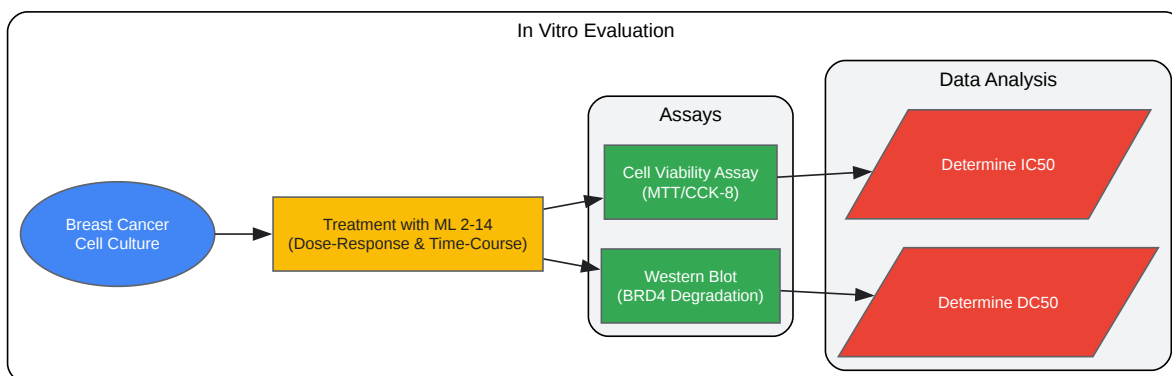 In Vitro Evaluation
Data Analysis
Assays
Cell Viability Assay
(MTT/CCK-8)
Determine IC50
Breast Cancer
Cell Culture
Treatment with ML 2-14
(Dose-Response & Time-Course)
Western Blot
(BRD4 Degradation)
Determine DC50